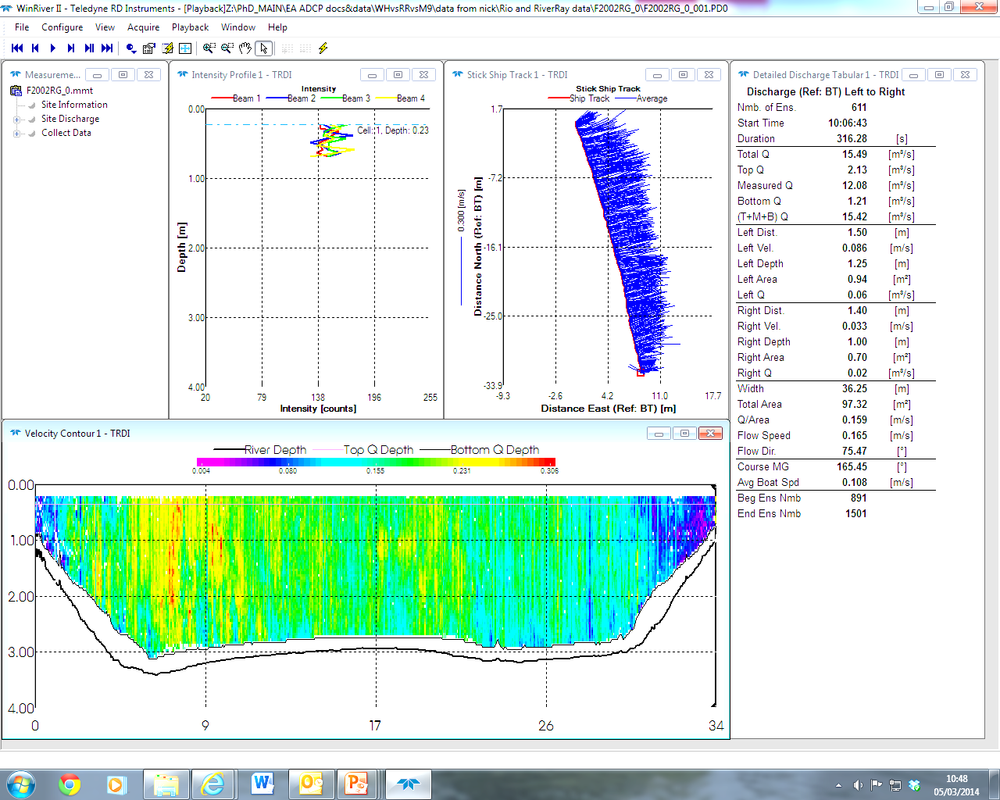 WinRiver II - Teledyne RD Instruments - [Playback]Z:\PhD_MAIN\EA ADCP docs&data\WHvsRRvsM9\data from nick\Rio and RiverRay data\F2002RG_0\F2002RG_0_001.PD0
File Configure View Acquire Playback Window Help
Measureme...
F2002RG_0.mmt
Site Information
Site Discharge
Collect Data
Intensity Profile 1 - TRDI
Intensity
Beam 1 Beam 2 Beam 3 Beam 4
Cell: 1, Depth: 0.23
0.00
1.00
2.00
3.00
4.00
Depth [m]
20 79 138 196 255
Intensity [counts]
Stick Ship Track 1 - TRDI
Stick Ship Track
Ship Track Average
1.7
-7.2
-16.1
-25.0
-33.9
0.300 [m/s]
Distance North (Ref: BT) [m]
-9.3 -2.6 4.2 11.0 17.7
Distance East (Ref: BT) [m]
Detailed Discharge Tabular 1 - TRDI
Discharge (Ref: BT) Left to Right
Nmb. of Ens. 611
Start Time 10:06:43
Duration 316.28 [s]
Total Q 15.49 [m³/s]
Top Q 2.13 [m³/s]
Measured Q 12.08 [m³/s]
Bottom Q 1.21 [m³/s]
(T+M+B) Q 15.42 [m³/s]
Left Dist. 1.50 [m]
Left Vel. 0.086 [m/s]
Left Depth 1.25 [m]
Left Area 0.94 [m²]
Left Q 0.06 [m³/s]
Right Dist. 1.40 [m]
Right Vel. 0.033 [m/s]
Right Depth 1.00 [m]
Right Area 0.70 [m²]
Right Q 0.02 [m³/s]
Width 36.25 [m]
Total Area 97.32 [m²]
Q/Area 0.159 [m/s]
Flow Speed 0.165 [m/s]
Flow Dir. 75.47 [°]
Course MG 165.45 [°]
Avg Boat Spd 0.108 [m/s]
Beg Ens Nmb 891
End Ens Nmb 1501
Velocity Contour 1 - TRDI
River Depth Top Q Depth Bottom Q Depth
0.004 0.080 0.155 0.231 0.306
0.00
1.00
2.00
3.00
4.00
0 9 17 26 34
10:48
05/03/2014